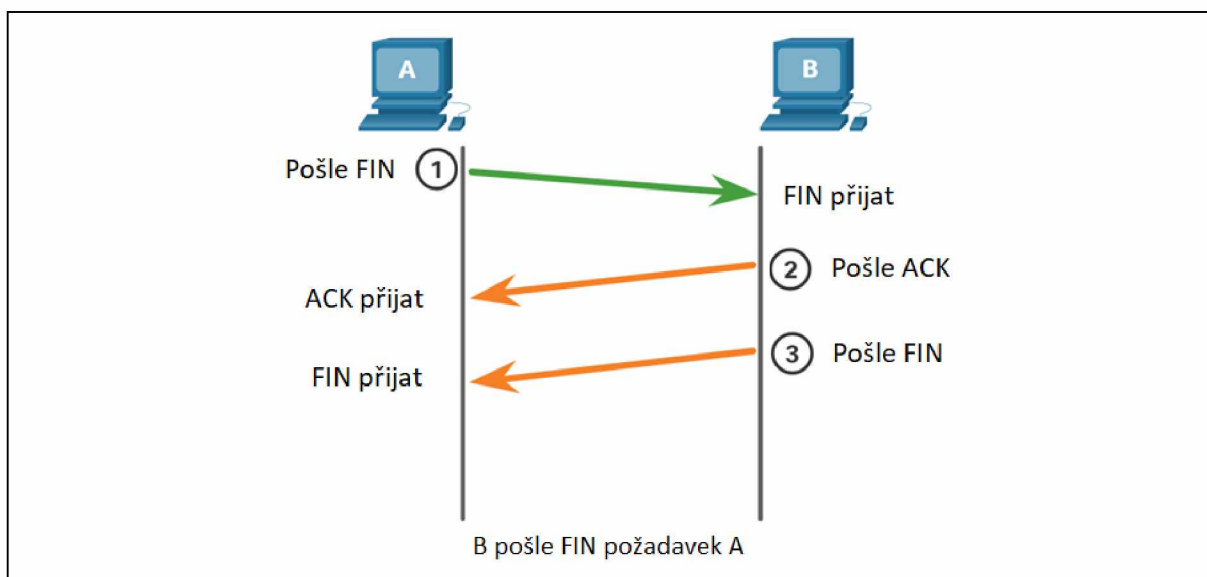 A
B
Pošle FIN 1
FIN přijat
2 Pošle ACK
ACK přijat
3 Pošle FIN
FIN přijat
B pošle FIN požadavek A